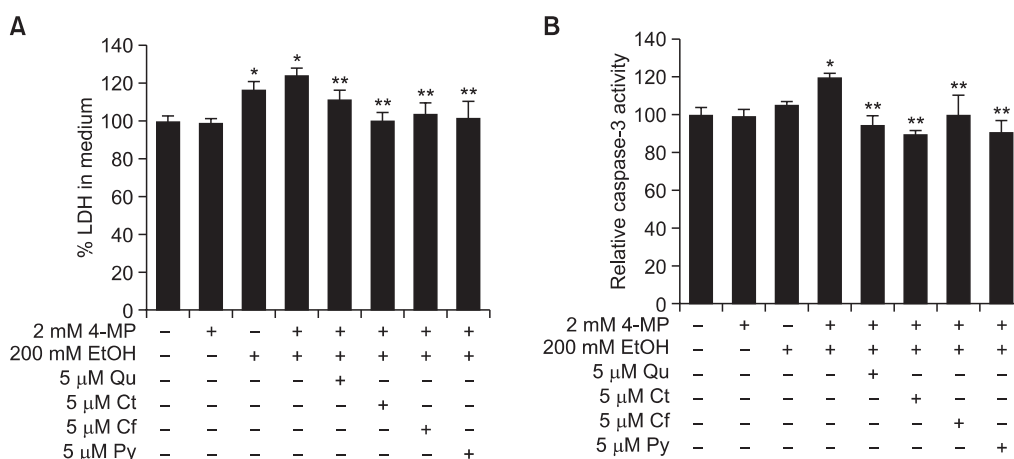 A
% LDH in medium
140
120
100
80
60
40
20
0
* * ** ** ** **
2 mM 4-MP – + – + + + + +
200 mM EtOH – – + + + + + +
5 μM Qu – – – – + – – –
5 μM Ct – – – – – + – –
5 μM Cf – – – – – – + –
5 μM Py – – – – – – – +
B
Relative caspase-3 activity
140
120
100
80
60
40
20
0
* ** ** ** **
2 mM 4-MP – + – + + + + +
200 mM EtOH – – + + + + + +
5 μM Qu – – – – + – – –
5 μM Ct – – – – – + – –
5 μM Cf – – – – – – + –
5 μM Py – – – – – – – +